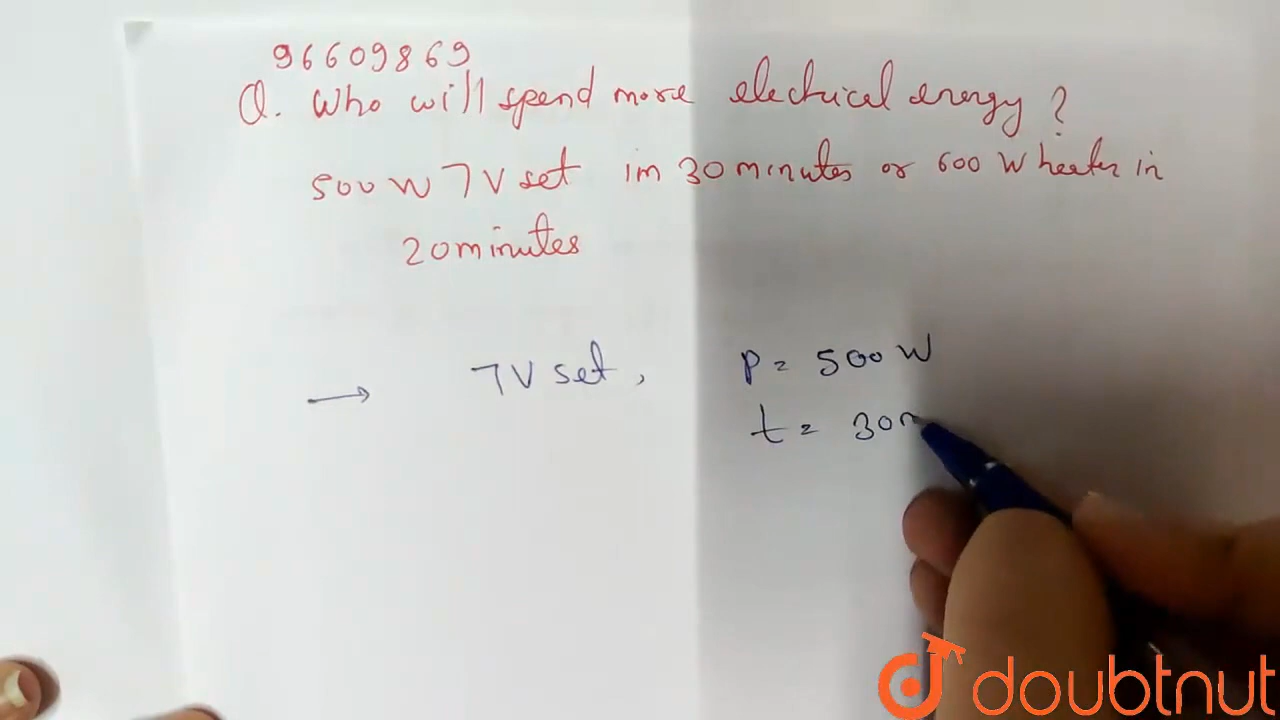 96609869
Q. Who will spend more electrical energy?
500 W TV set in 30 minutes or 600 W heater in
20 minutes
→ TV set, P = 500 W
t = 30 m
doubtnut